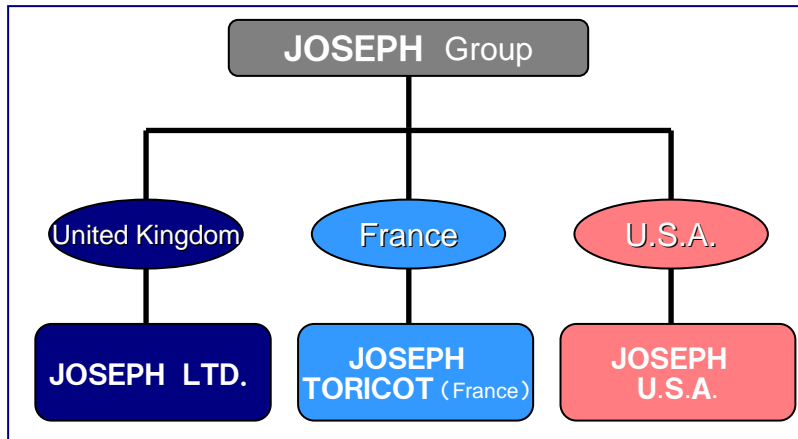 JOSEPH Group
United Kingdom
France
U.S.A.
JOSEPH LTD.
JOSEPH
TORICOT (France)
JOSEPH
U.S.A.